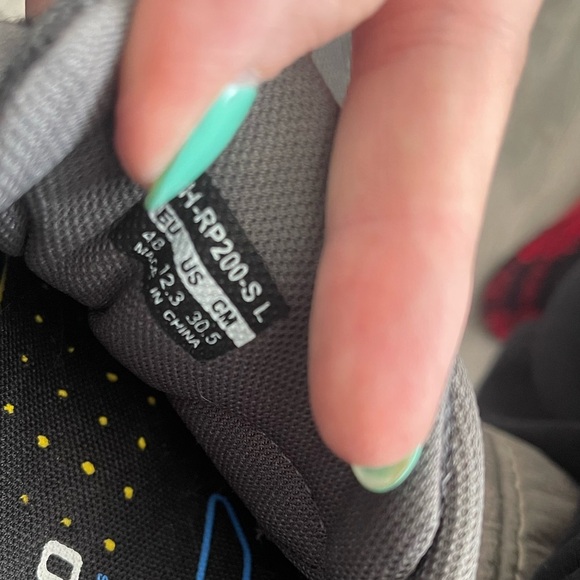 H-RP200-S L
EU US CM
48 12.3 30.5
MADE IN CHINA
O
S